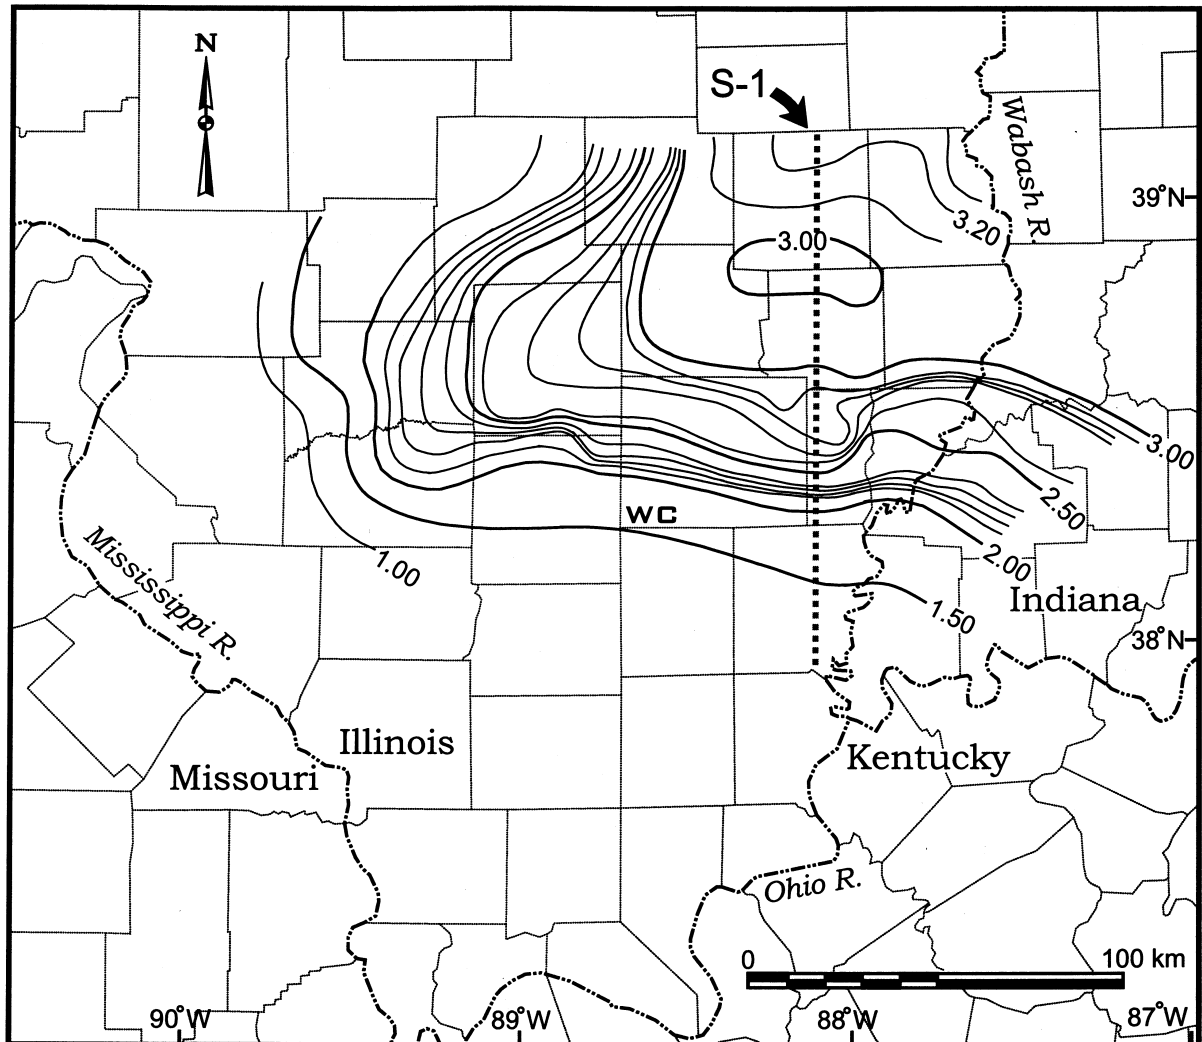 N
S-1
Wabash R.
39°N
3.20
3.00
3.00
2.50
WC
2.00
1.00
Mississippi R.
1.50
Indiana
38°N
Illinois
Kentucky
Missouri
Ohio R.
0
100 km
90°W
89°W
88°W
87°W